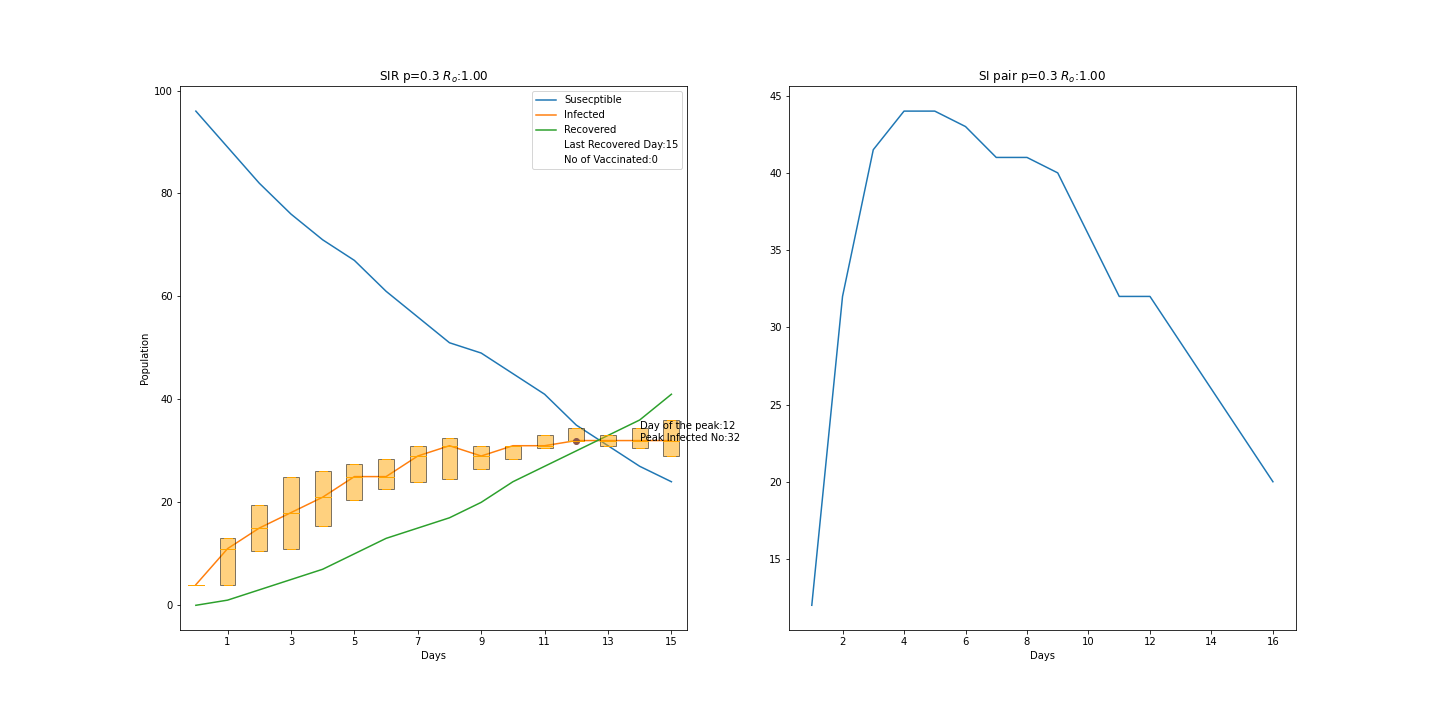 SIR p=0.3 Rₒ:1.00
100
80
60
40
20
0
Population
Susecptible
Infected
Recovered
Last Recovered Day:15
No of Vaccinated:0
Day of the peak:12
Peak Infected No:32
1 3 5 7 9 11 13 15
Days
SI pair p=0.3 Rₒ:1.00
45
40
35
30
25
20
15
2 4 6 8 10 12 14 16
Days